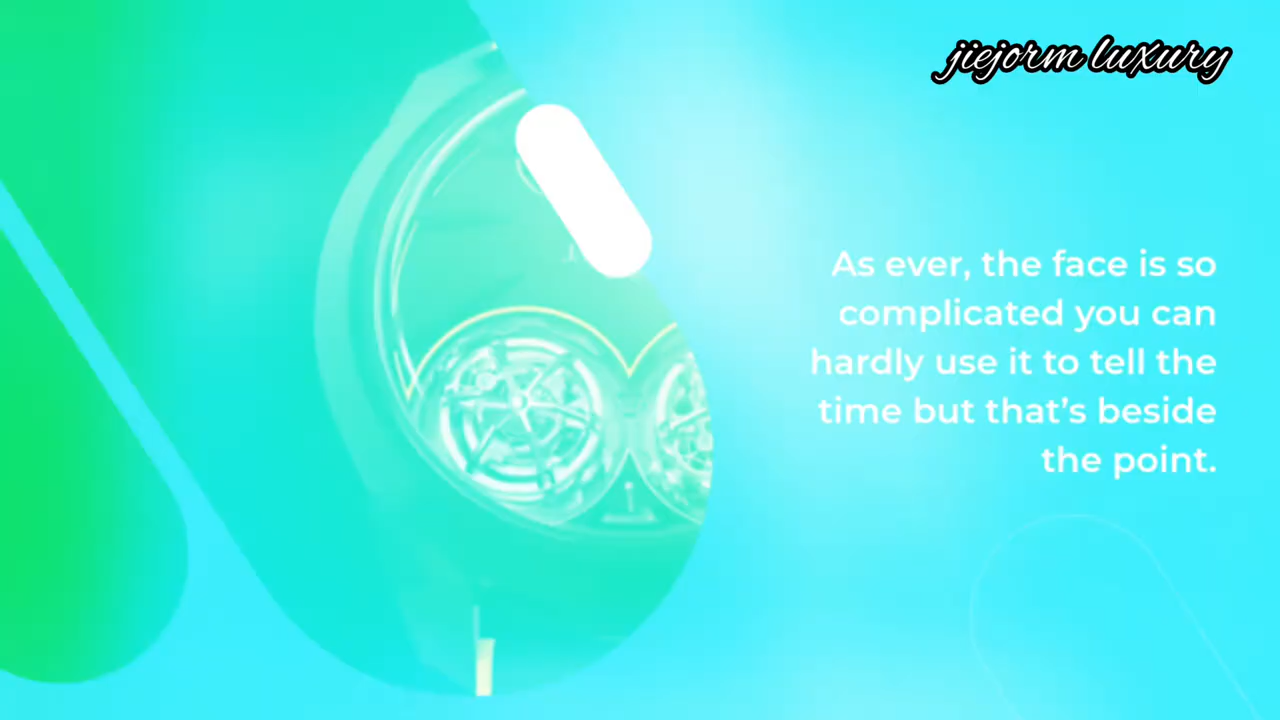 jiejorm luxury
As ever, the face is so
complicated you can
hardly use it to tell the
time but that’s beside
the point.